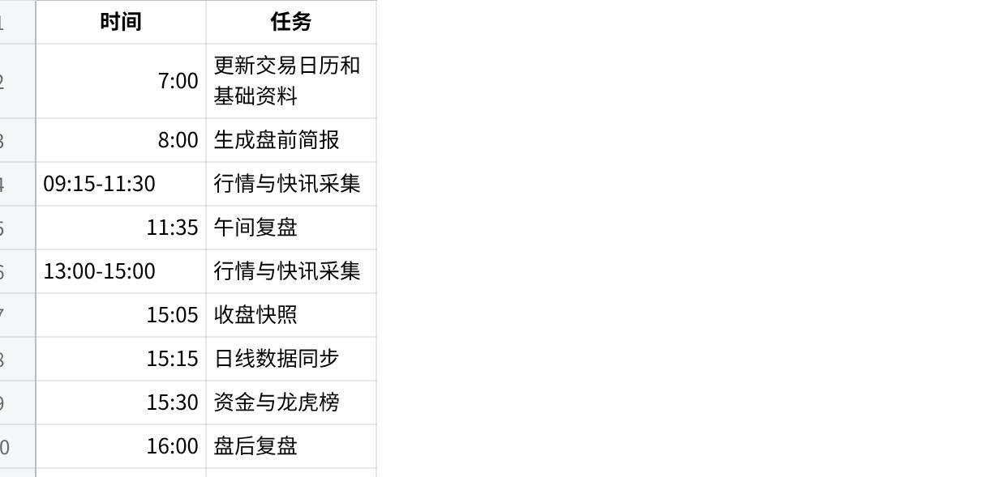 时间 任务
7:00 更新交易日历和
基础资料
8:00 生成盘前简报
09:15-11:30 行情与快讯采集
11:35 午间复盘
13:00-15:00 行情与快讯采集
15:05 收盘快照
15:15 日线数据同步
15:30 资金与龙虎榜
16:00 盘后复盘